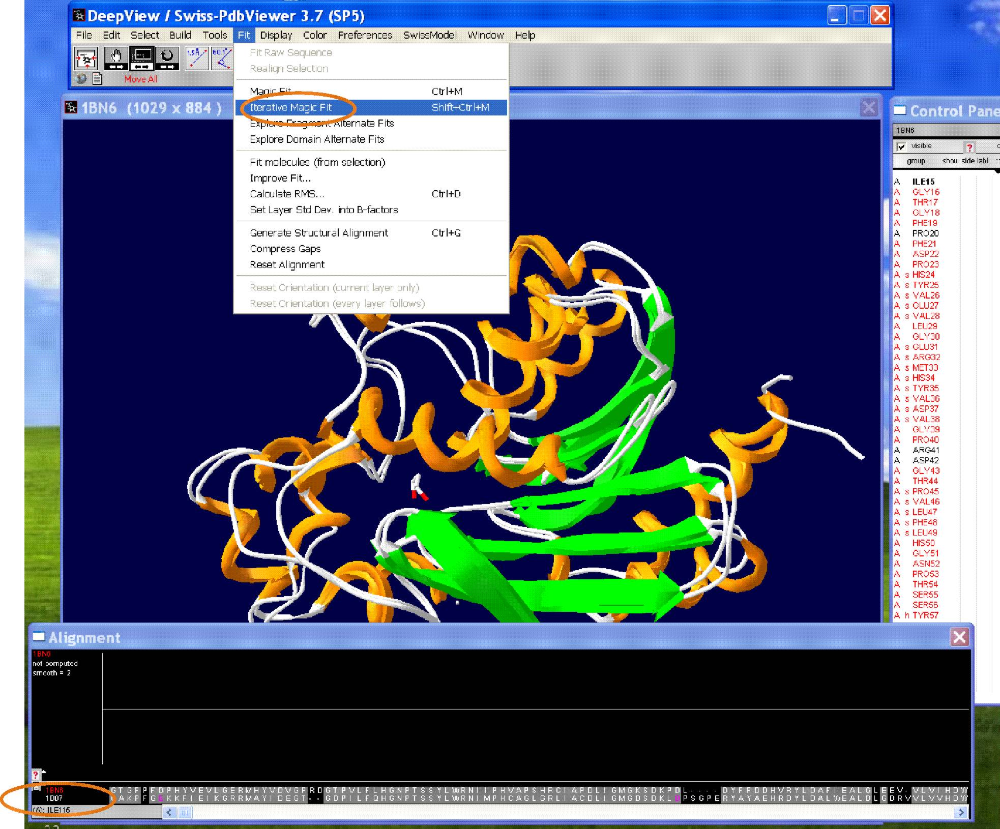 DeepView / Swiss-PdbViewer 3.7 (SP5)
File Edit Select Build Tools Fit Display Color Preferences SwissModel Window Help
1.5Å 60.1°
Move All
Fit Raw Sequence
Realign Selection
Magic Fit Ctrl+M
Iterative Magic Fit Shift+Ctrl+M
Explore Fragment Alternate Fits
Explore Domain Alternate Fits
Fit molecules (from selection)
Improve Fit...
Calculate RMS... Ctrl+D
Set Layer Std Dev. into B-factors
Generate Structural Alignment Ctrl+G
Compress Gaps
Reset Alignment
Reset Orientation (current layer only)
Reset Orientation (every layer follows)
1BN6 (1029 x 884 )
Control Pane
1BN6
visible ?
group show side labl ::
A ILE15
A GLY16
A THR17
A GLY18
A PHE19
A PRO20
A PHE21
A ASP22
A PRO23
A s HIS24
A s TYR25
A s VAL26
A s GLU27
A s VAL28
A LEU29
A GLY30
A s GLU31
A s ARG32
A s MET33
A s HIS34
A s TYR35
A s VAL36
A s ASP37
A s VAL38
A GLY39
A PRO40
A ARG41
A ASP42
A GLY43
A THR44
A s PRO45
A s VAL46
A s LEU47
A s PHE48
A s LEU49
A HIS50
A GLY51
A ASN52
A PRO53
A THR54
A SER55
A SER56
A h TYR57
Alignment
1BN6
not computed
smooth = 2
?
1BN6 IGTGFPFDPHYVEVLGERMHYVDVGPRDGTPVLFLHGNPTSSYLWRNIIPHVAPSHRCIAPDLIGMGKSDKPDL----DYFFDDHVRYLDAFIEALGLEEV-VLVIHDW
1D07 GAKPFGEKKFIEIKGRRMAYIDEGT--GDPILFQHGNPTSSYLWRNIMPHCAGLGRLIACDLIGMGDSDKLDPSGPERYAYAEHRDYLDALWEALDLGDRVVLVVHDW
(A): ILE115